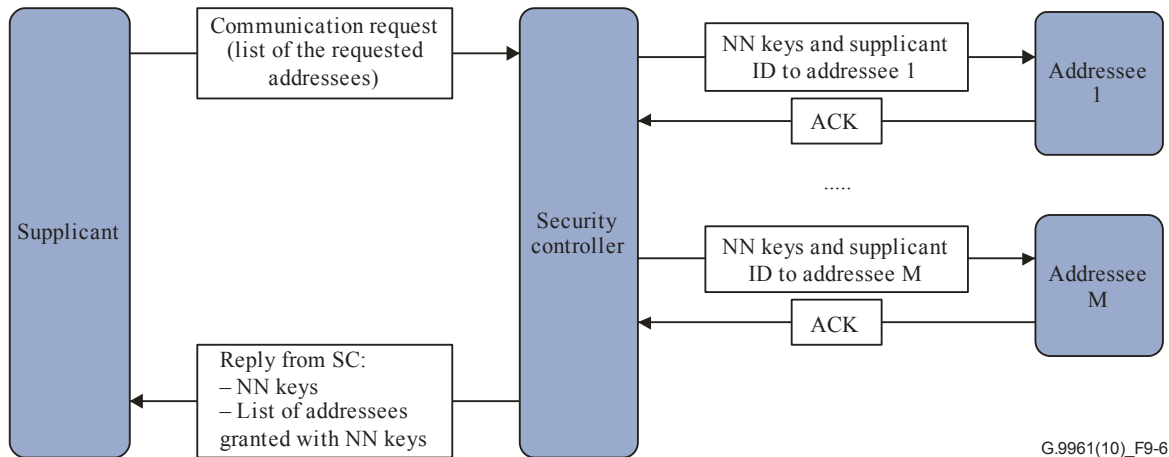 Communication request
(list of the requested
addressees)
NN keys and supplicant
ID to addressee 1
Addressee
1
ACK
.....
Supplicant
Security
controller
NN keys and supplicant
ID to addressee M
Addressee
M
ACK
Reply from SC:
– NN keys
– List of addressees
granted with NN keys
G.9961(10)_F9-6